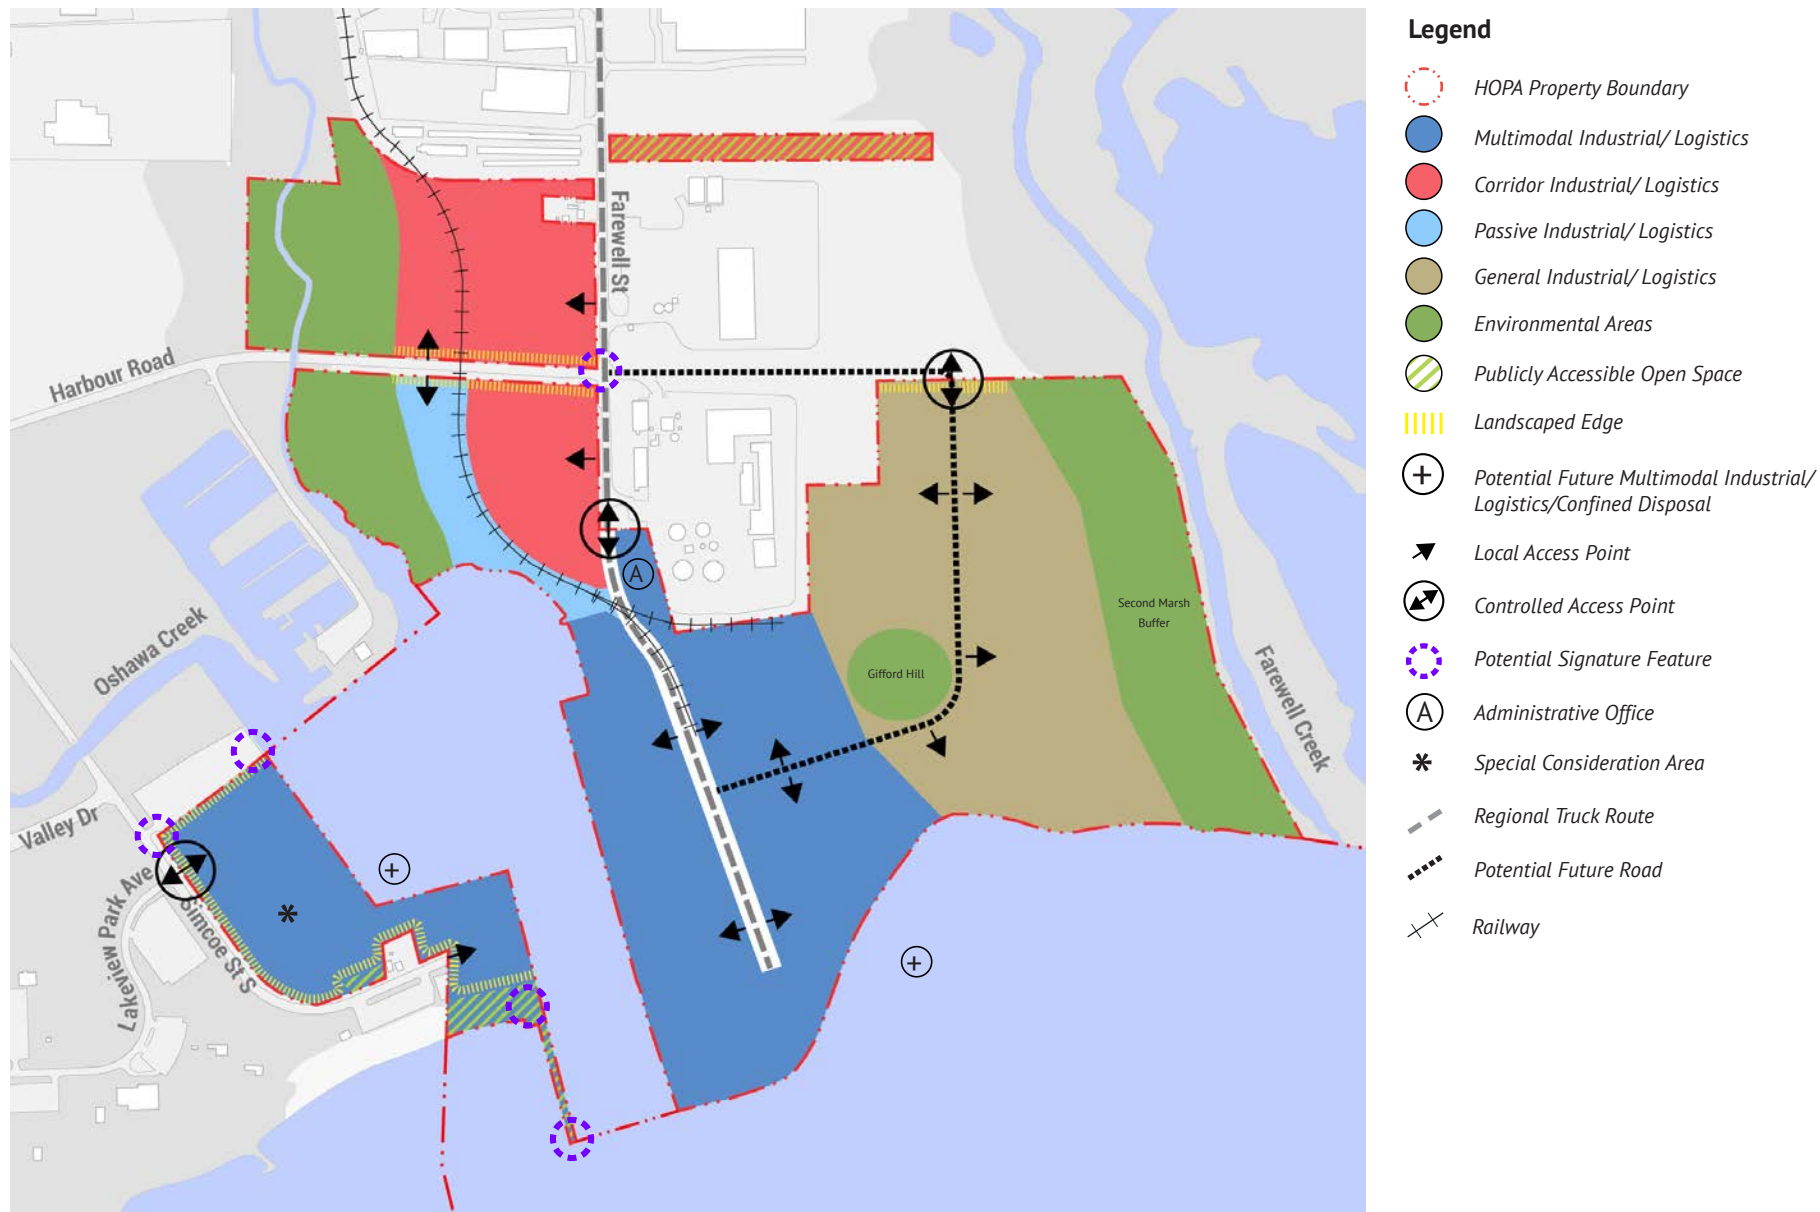 Legend
HOPA Property Boundary
Multimodal Industrial/ Logistics
Corridor Industrial/ Logistics
Passive Industrial/ Logistics
General Industrial/ Logistics
Environmental Areas
Publicly Accessible Open Space
Landscaped Edge
Potential Future Multimodal Industrial/
Logistics/Confined Disposal
Local Access Point
Controlled Access Point
Potential Signature Feature
A
Administrative Office
Special Consideration Area
Regional Truck Route
Potential Future Road
Railway
Farewell St
Harbour Road
A
Second Marsh
Buffer
Gifford Hill
Oshawa Creek
Farewell Creek
Valley Dr
Lakeview Park Ave
Simcoe St S